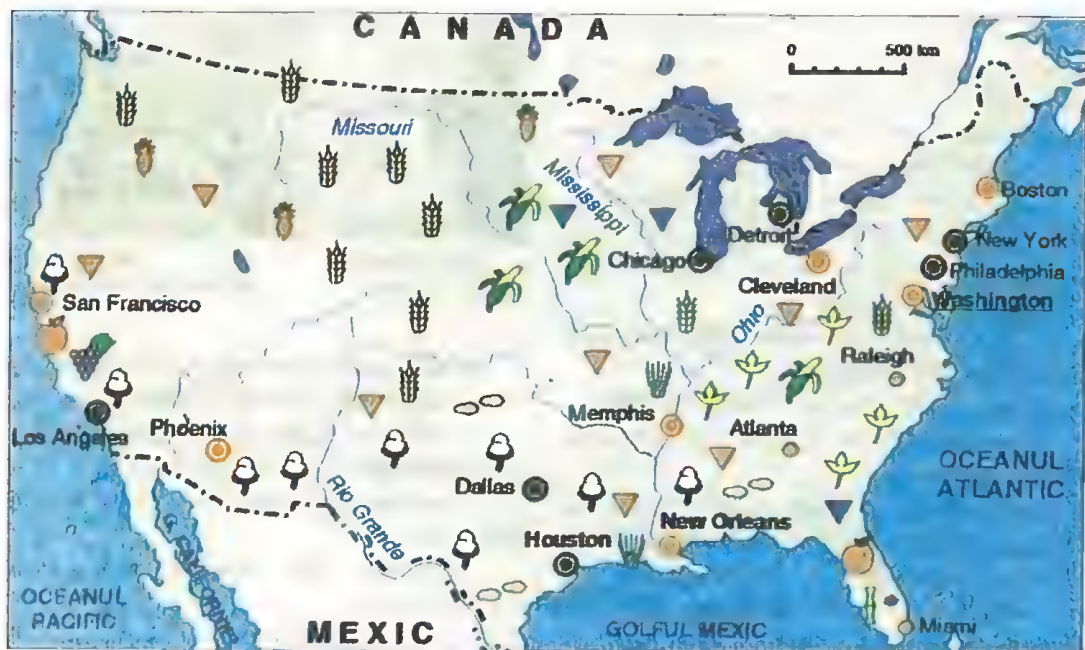 CANADA
0 500 km
Missouri
Mississippi
Boston
Detroit
New York
Chicago
Philadelphia
Cleveland
San Francisco
Washington
Ohio
Raleigh
Memphis
Atlanta
Los Angeles
Phoenix
OCEANUL
ATLANTIC
Dallas
Rio Grande
New Orleans
Houston
G. CALIFORNIEI
OCEANUL
PACIFIC
MEXIC
GOLFUL MEXIC
Miami